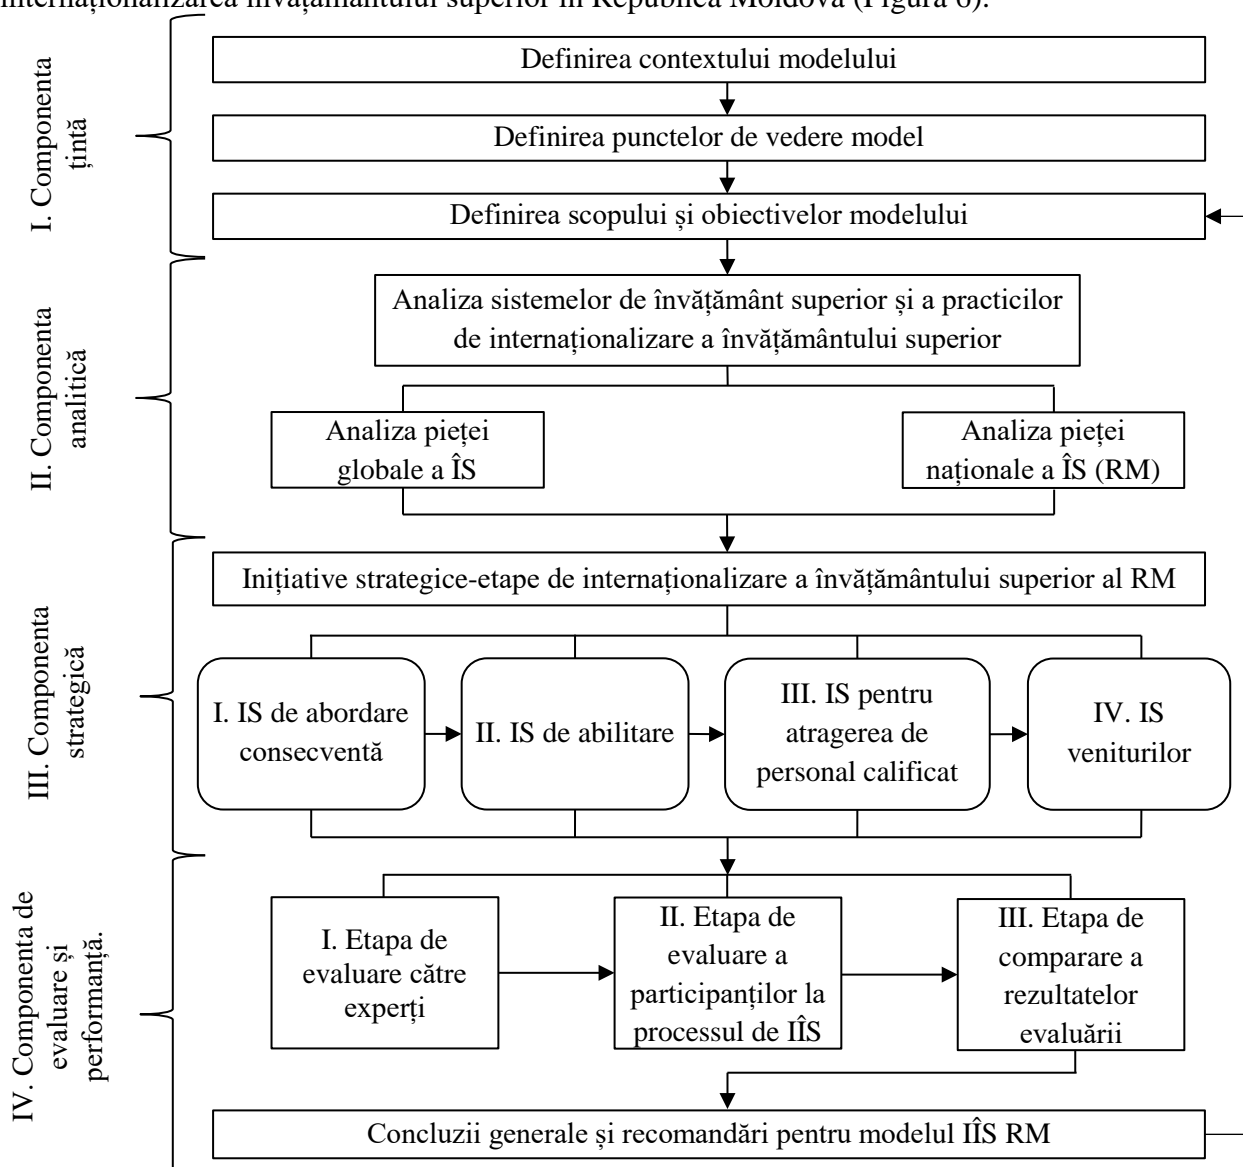 internaționalizarea învățământului superior în Republica Moldova (Figura 6).
I. Componenta
țintă
Definirea contextului modelului
Definirea punctelor de vedere model
Definirea scopului și obiectivelor modelului
II. Componenta
analitică
Analiza sistemelor de învățământ superior și a practicilor
de internaționalizare a învățământului superior
Analiza pieței
globale a ÎS
Analiza pieței
naționale a ÎS (RM)
III. Componenta
strategică
Inițiative strategice-etape de internaționalizare a învățământului superior al RM
I. IS de abordare
consecventă
II. IS de abilitare
III. IS pentru
atragerea de
personal calificat
IV. IS
veniturilor
IV. Componenta de
evaluare și
performanță.
I. Etapa de
evaluare către
experți
II. Etapa de
evaluare a
participanților la
processul de IÎS
III. Etapa de
comparare a
rezultatelor
evaluării
Concluzii generale și recomandări pentru modelul IÎS RM